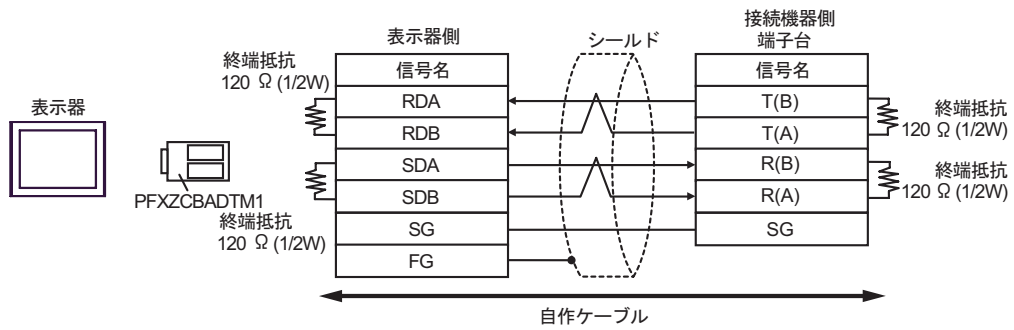 表示器
PFXZCBADTM1
終端抵抗
120 Ω (1/2W)
終端抵抗
120 Ω (1/2W)
表示器側
信号名
RDA
RDB
SDA
SDB
SG
FG
シールド
接続機器側
端子台
信号名
T(B)
T(A)
R(B)
R(A)
SG
終端抵抗
120 Ω (1/2W)
終端抵抗
120 Ω (1/2W)
自作ケーブル